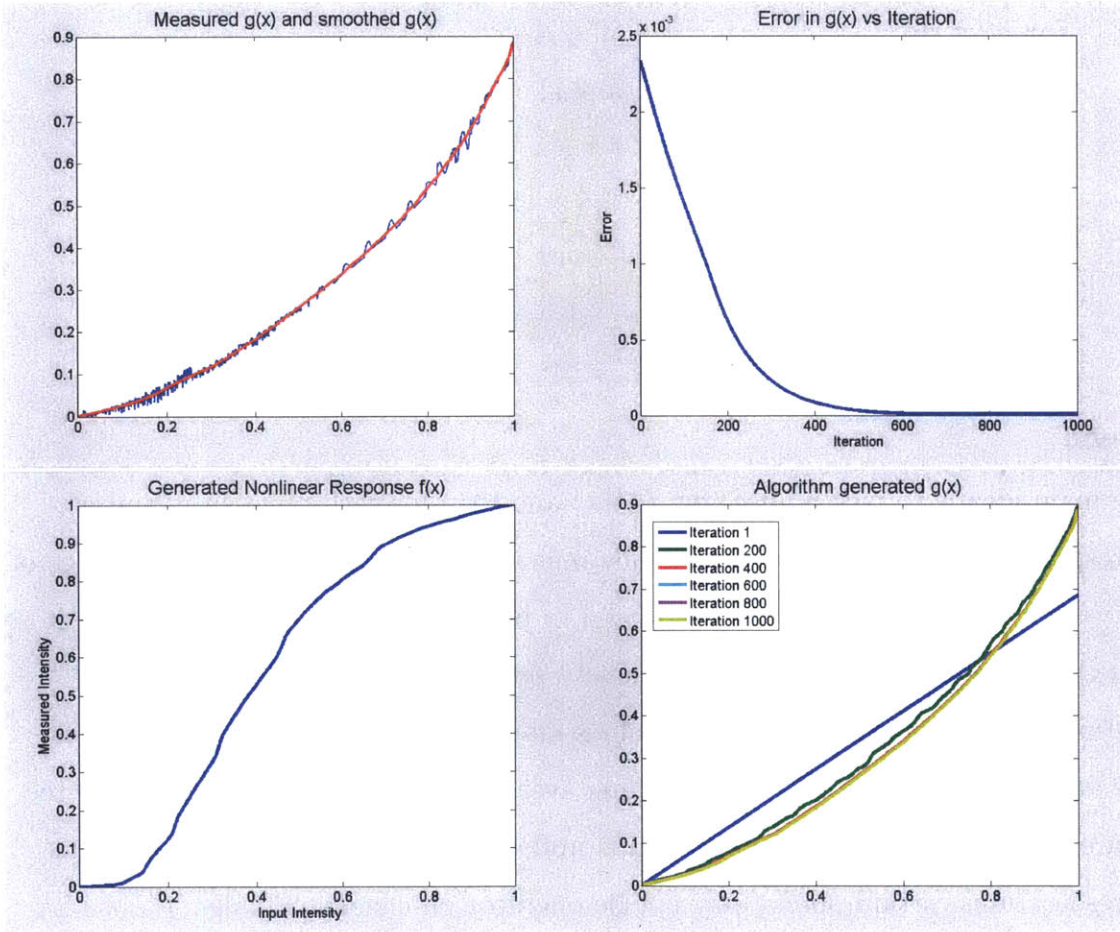 Measured g(x) and smoothed g(x)
0.9
0.8
0.7
0.6
0.5
0.4
0.3
0.2
0.1
0
0 0.2 0.4 0.6 0.8 1
Error in g(x) vs Iteration
x 10⁻³
2.5
2
1.5
1
0.5
0
Error
0 200 400 600 800 1000
Iteration
Generated Nonlinear Response f(x)
1
0.9
0.8
0.7
0.6
0.5
0.4
0.3
0.2
0.1
0
Measured Intensity
0 0.2 0.4 0.6 0.8 1
Input Intensity
Algorithm generated g(x)
0.9
0.8
0.7
0.6
0.5
0.4
0.3
0.2
0.1
0
Iteration 1
Iteration 200
Iteration 400
Iteration 600
Iteration 800
Iteration 1000
0 0.2 0.4 0.6 0.8 1